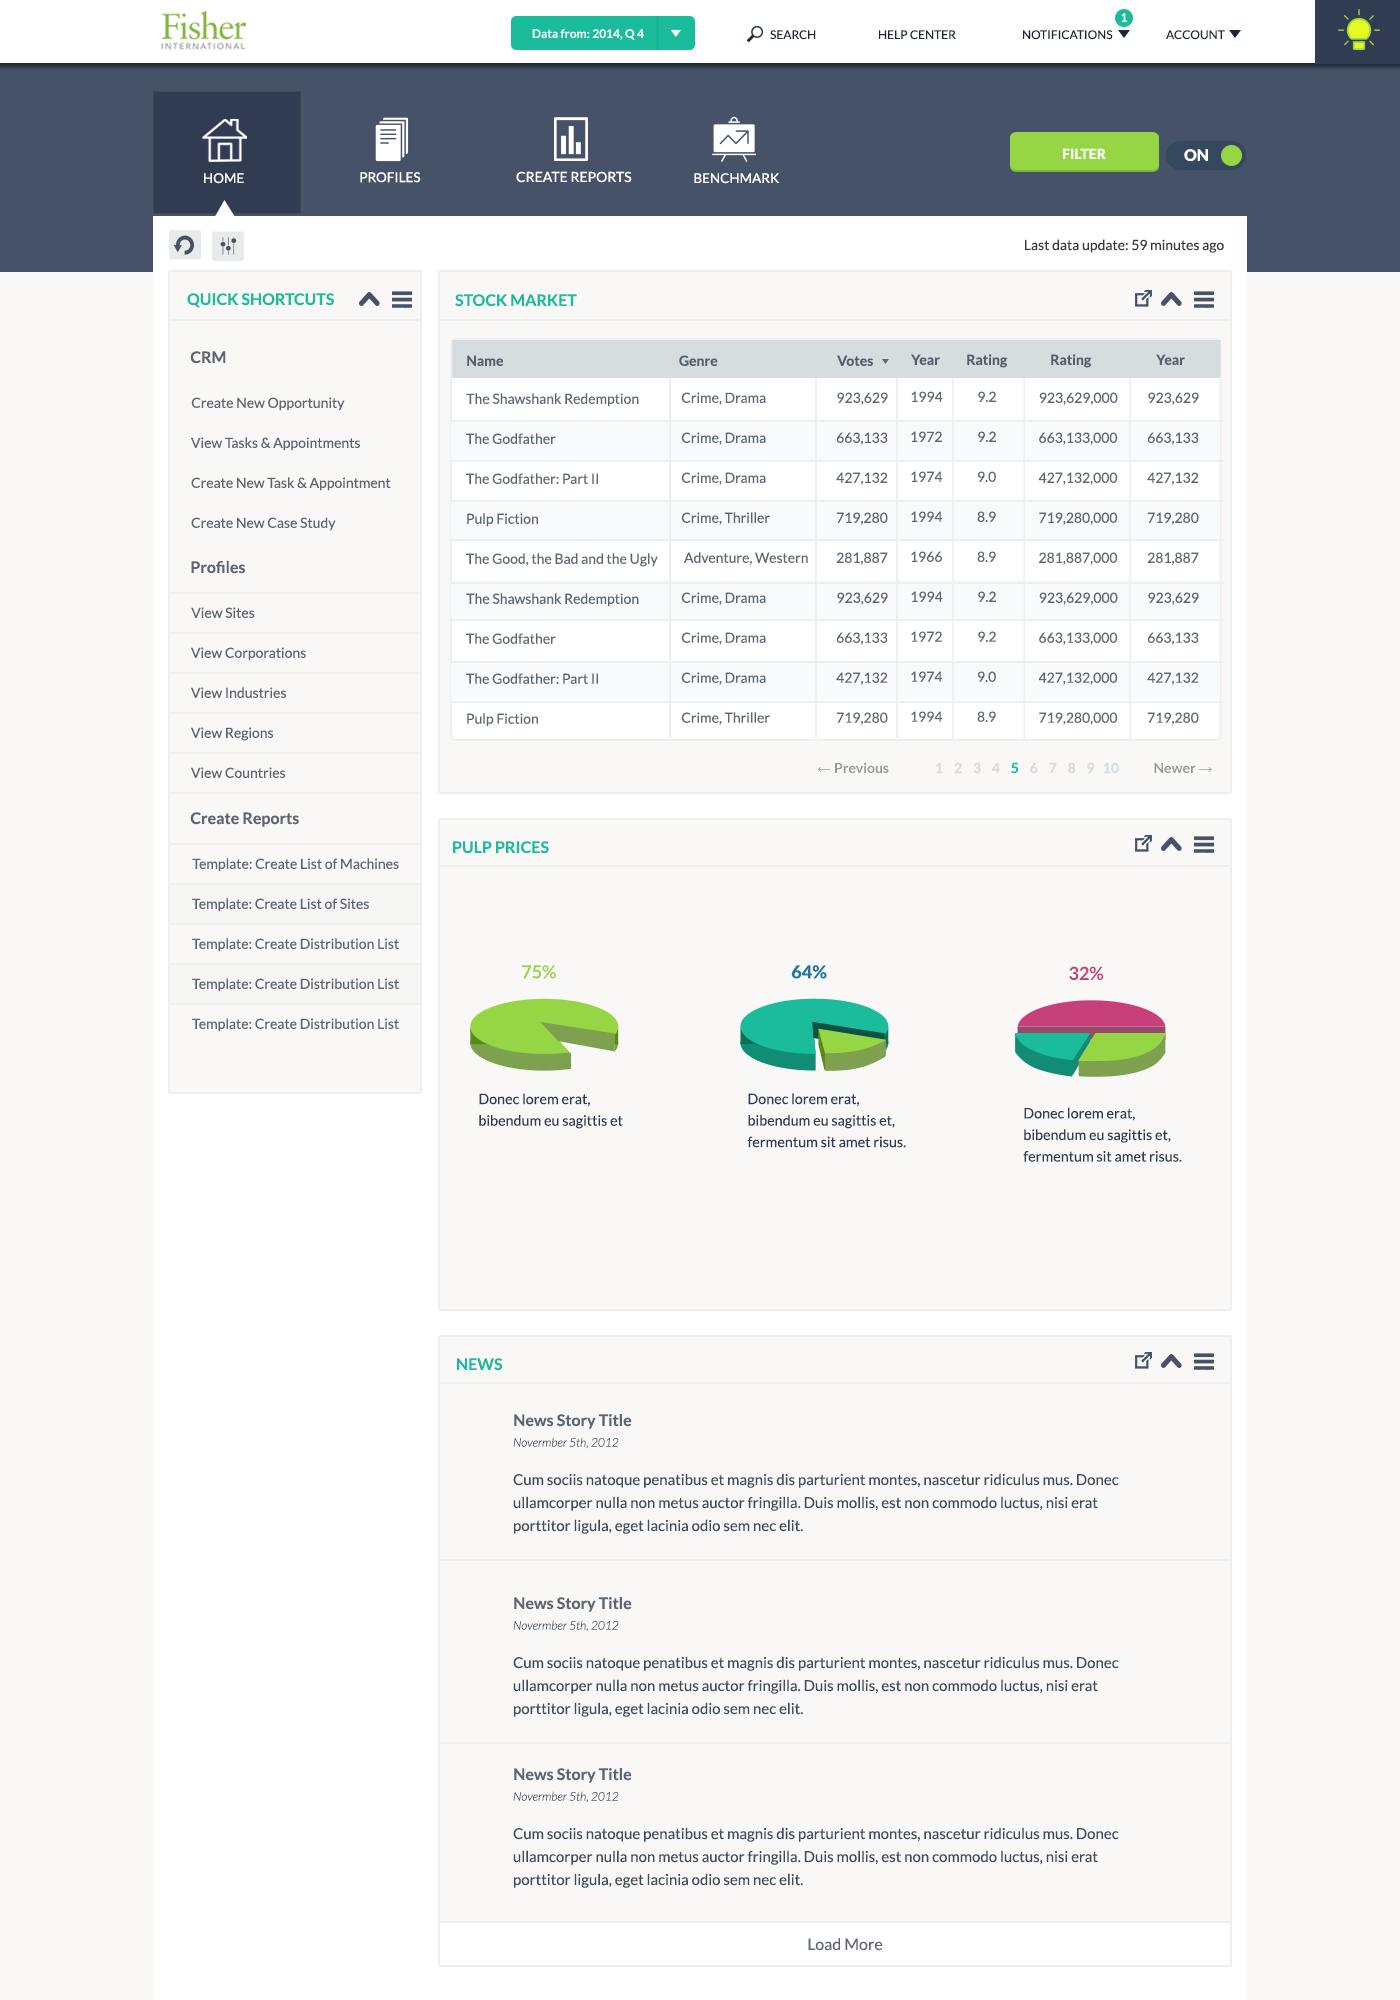 Fisher
INTERNATIONAL
Data from: 2014, Q 4
SEARCH
HELP CENTER
NOTIFICATIONS
1
ACCOUNT
HOME
PROFILES
CREATE REPORTS
BENCHMARK
FILTER
ON
Last data update: 59 minutes ago
QUICK SHORTCUTS
CRM
Create New Opportunity
View Tasks & Appointments
Create New Task & Appointment
Create New Case Study
Profiles
View Sites
View Corporations
View Industries
View Regions
View Countries
Create Reports
Template: Create List of Machines
Template: Create List of Sites
Template: Create Distribution List
Template: Create Distribution List
Template: Create Distribution List
STOCK MARKET
Name Genre Votes Year Rating Rating Year
The Shawshank Redemption Crime, Drama 923,629 1994 9.2 923,629,000 923,629
The Godfather Crime, Drama 663,133 1972 9.2 663,133,000 663,133
The Godfather: Part II Crime, Drama 427,132 1974 9.0 427,132,000 427,132
Pulp Fiction Crime, Thriller 719,280 1994 8.9 719,280,000 719,280
The Good, the Bad and the Ugly Adventure, Western 281,887 1966 8.9 281,887,000 281,887
The Shawshank Redemption Crime, Drama 923,629 1994 9.2 923,629,000 923,629
The Godfather Crime, Drama 663,133 1972 9.2 663,133,000 663,133
The Godfather: Part II Crime, Drama 427,132 1974 9.0 427,132,000 427,132
Pulp Fiction Crime, Thriller 719,280 1994 8.9 719,280,000 719,280
← Previous 1 2 3 4 5 6 7 8 9 10 Newer →
PULP PRICES
75%
Donec lorem erat,
bibendum eu sagittis et
64%
Donec lorem erat,
bibendum eu sagittis et,
fermentum sit amet risus.
32%
Donec lorem erat,
bibendum eu sagittis et,
fermentum sit amet risus.
NEWS
News Story Title
Novermber 5th, 2012
Cum sociis natoque penatibus et magnis dis parturient montes, nascetur ridiculus mus. Donec
ullamcorper nulla non metus auctor fringilla. Duis mollis, est non commodo luctus, nisi erat
porttitor ligula, eget lacinia odio sem nec elit.
News Story Title
Novermber 5th, 2012
Cum sociis natoque penatibus et magnis dis parturient montes, nascetur ridiculus mus. Donec
ullamcorper nulla non metus auctor fringilla. Duis mollis, est non commodo luctus, nisi erat
porttitor ligula, eget lacinia odio sem nec elit.
News Story Title
Novermber 5th, 2012
Cum sociis natoque penatibus et magnis dis parturient montes, nascetur ridiculus mus. Donec
ullamcorper nulla non metus auctor fringilla. Duis mollis, est non commodo luctus, nisi erat
porttitor ligula, eget lacinia odio sem nec elit.
Load More